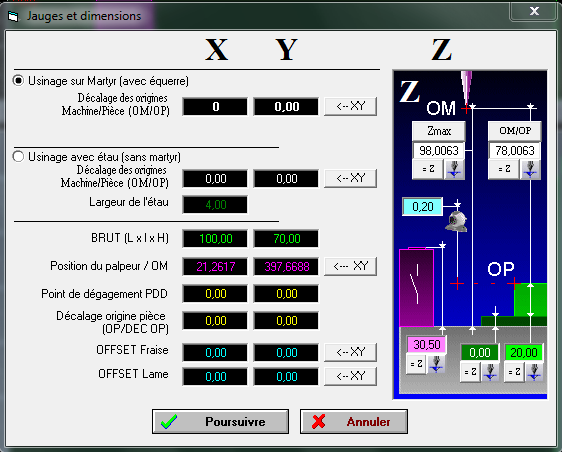 Jauges et dimensions
X Y Z
Usinage sur Martyr (avec équerre)
Décalage des origines
Machine/Pièce (OM/OP) 0 0,00 <-- XY
Usinage avec étau (sans martyr)
Décalage des origines
Machine/Pièce (OM/OP) 0,00 0,00 <-- XY
Largeur de l'étau 4,00
BRUT (L x l x H) 100,00 70,00
Position du palpeur / OM 21,2617 397,6688 <--- XY
Point de dégagement PDD 0,00 0,00
Décalage origine pièce
(OP/DEC OP) 0,00 0,00
OFFSET Fraise 0,00 0,00 <-- XY
OFFSET Lame 0,00 0,00 <-- XY
Z OM
Zmax OM/OP
98,0063 78,0063
= Z = Z
0,20
OP
30,50 0,00 20,00
= Z = Z = Z
Poursuivre Annuler